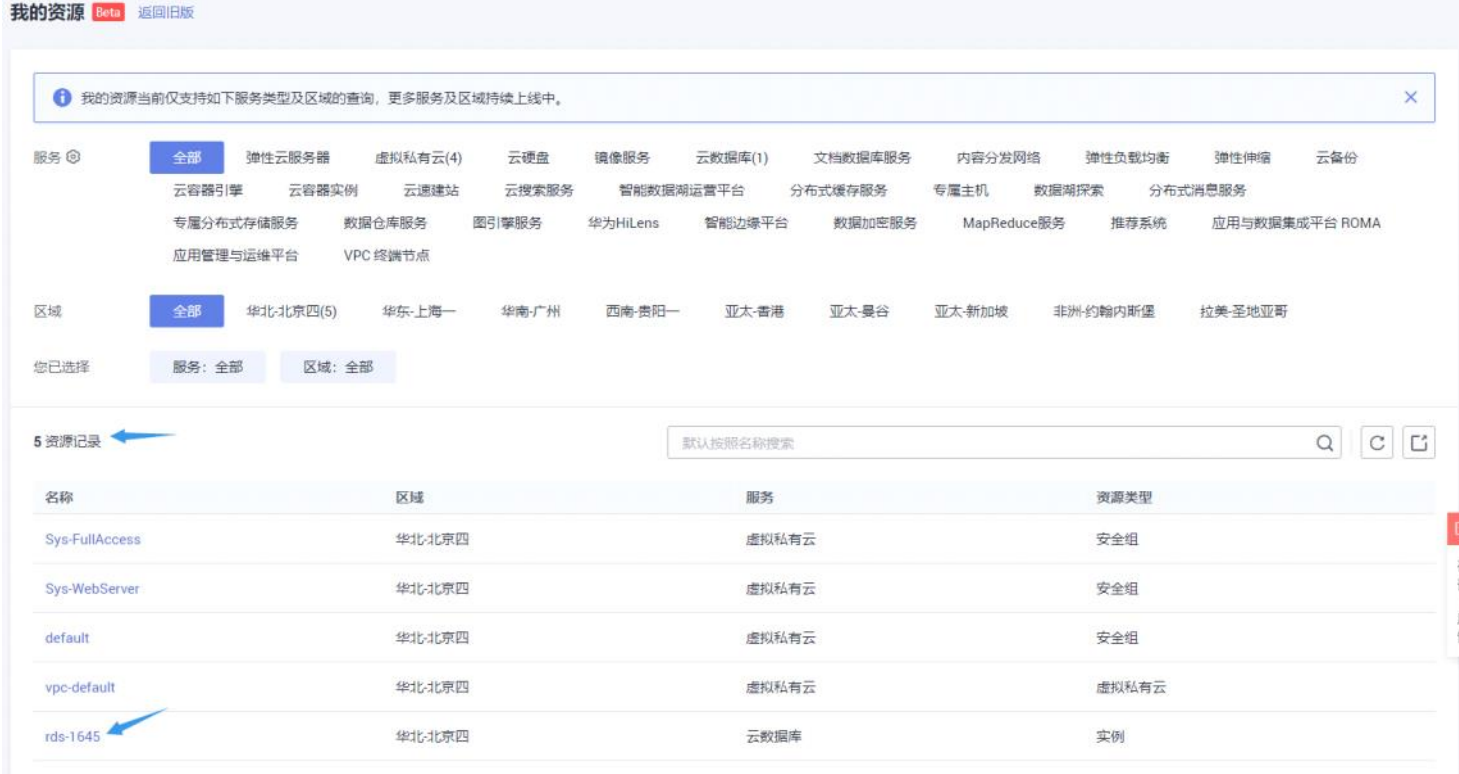 我的资源 Beta 返回旧版
我的资源当前仅支持如下服务类型及区域的查询，更多服务及区域持续上线中。
服务 全部 弹性云服务器 虚拟私有云(4) 云硬盘 镜像服务 云数据库(1) 文档数据库服务 内容分发网络 弹性负载均衡 弹性伸缩 云备份
云容器引擎 云容器实例 云速建站 云搜索服务 智能数据湖运营平台 分布式缓存服务 专属主机 数据湖探索 分布式消息服务
专属分布式存储服务 数据仓库服务 图引擎服务 华为HiLens 智能边缘平台 数据加密服务 MapReduce服务 推荐系统 应用与数据集成平台 ROMA
应用管理与运维平台 VPC 终端节点
区域 全部 华北-北京四(5) 华东-上海一 华南-广州 西南-贵阳一 亚太-香港 亚太-曼谷 亚太-新加坡 非洲-约翰内斯堡 拉美-圣地亚哥
您已选择 服务：全部 区域：全部
5 资源记录 默认按照名称搜索
名称 区域 服务 资源类型
Sys-FullAccess 华北-北京四 虚拟私有云 安全组
Sys-WebServer 华北-北京四 虚拟私有云 安全组
default 华北-北京四 虚拟私有云 安全组
vpc-default 华北-北京四 虚拟私有云 虚拟私有云
rds-1645 华北-北京四 云数据库 实例